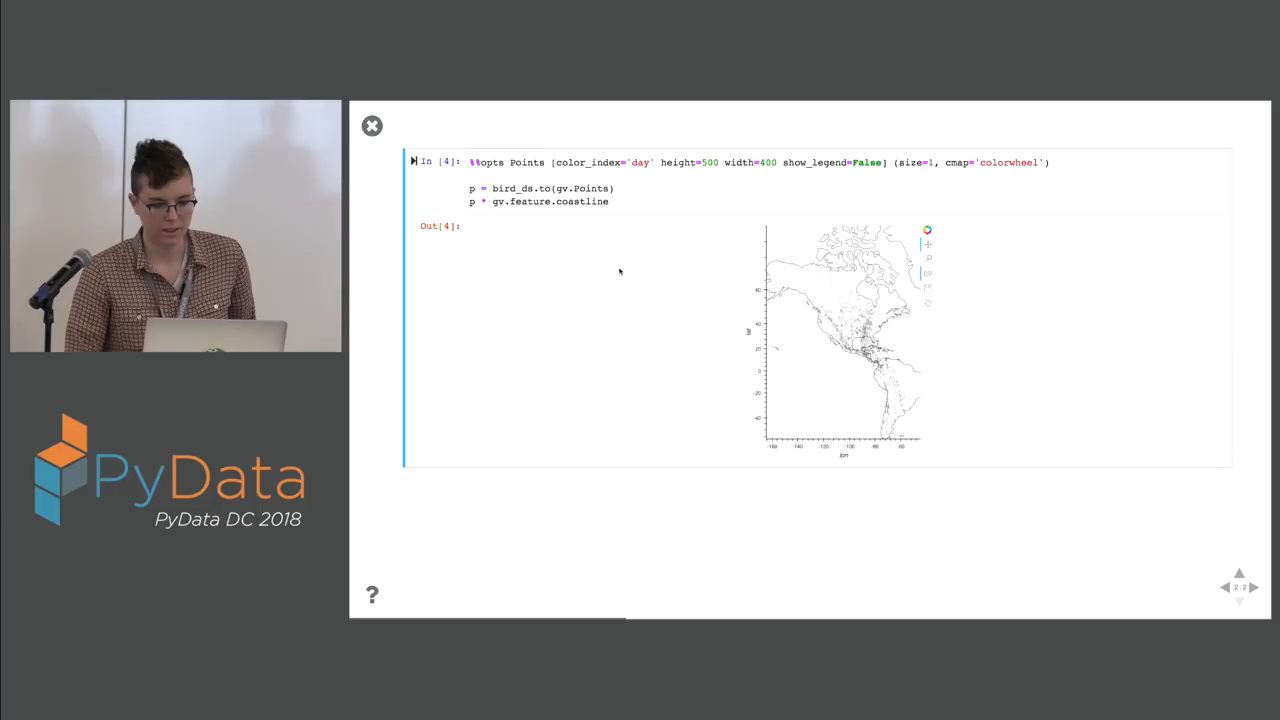 In [4]: %%opts Points [color_index='day' height=500 width=400 show_legend=False] (size=1, cmap='colorwheel')
p = bird_ds.to(gv.Points)
p * gv.feature.coastline
Out[4]:
60
40
lat
20
0
-20
-40
-160 -140 -120 -100 -80 -60
lon
PyData
PyData DC 2018
?
2.2